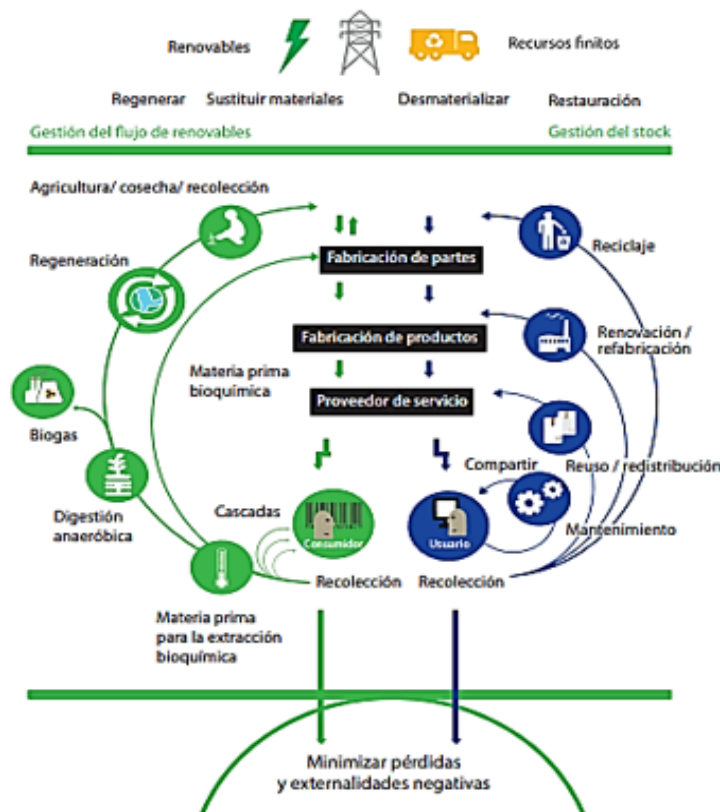 Renovables
Recursos finitos
Regenerar
Sustituir materiales
Desmaterializar
Restauración
Gestión del flujo de renovables
Gestión del stock
Agricultura/ cosecha/ recolección
Reciclaje
Regeneración
Fabricación de partes
Renovación /
refabricación
Fabricación de productos
Materia prima
bioquímica
Proveedor de servicio
Biogas
Compartir
Reuso / redistribución
Cascadas
Digestión
anaeróbica
Mantenimiento
Consumidor
Usuario
Recolección
Recolección
Materia prima
para la extracción
bioquímica
Minimizar pérdidas
y externalidades negativas